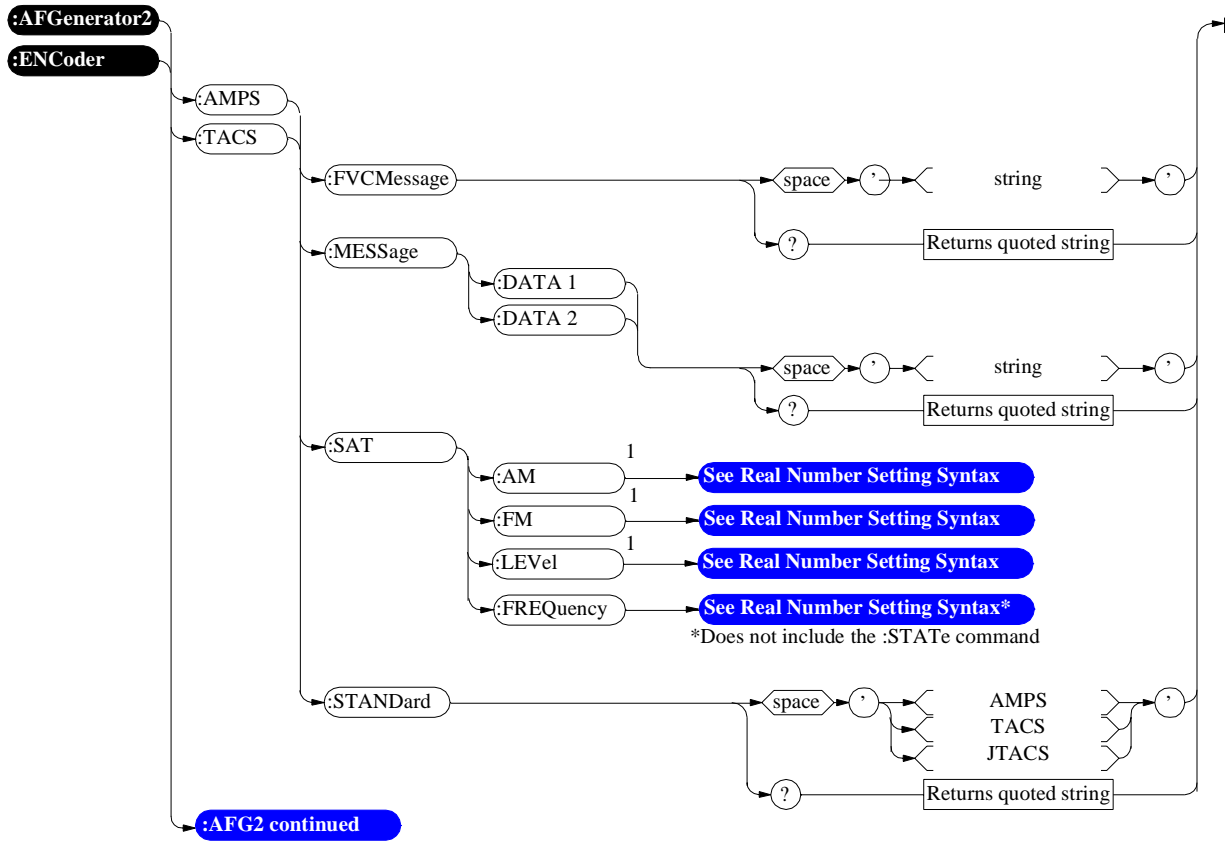 :AFGenerator2
:ENCoder
:AMPS
:TACS
:FVCMessage
space
’
string
’
?
Returns quoted string
:MESSage
:DATA 1
:DATA 2
space
’
string
’
?
Returns quoted string
:SAT
:AM
1
See Real Number Setting Syntax
:FM
1
See Real Number Setting Syntax
:LEVel
1
See Real Number Setting Syntax
:FREQuency
See Real Number Setting Syntax*
*Does not include the :STATe command
:STANDard
space
’
AMPS
TACS
JTACS
’
?
Returns quoted string
:AFG2 continued